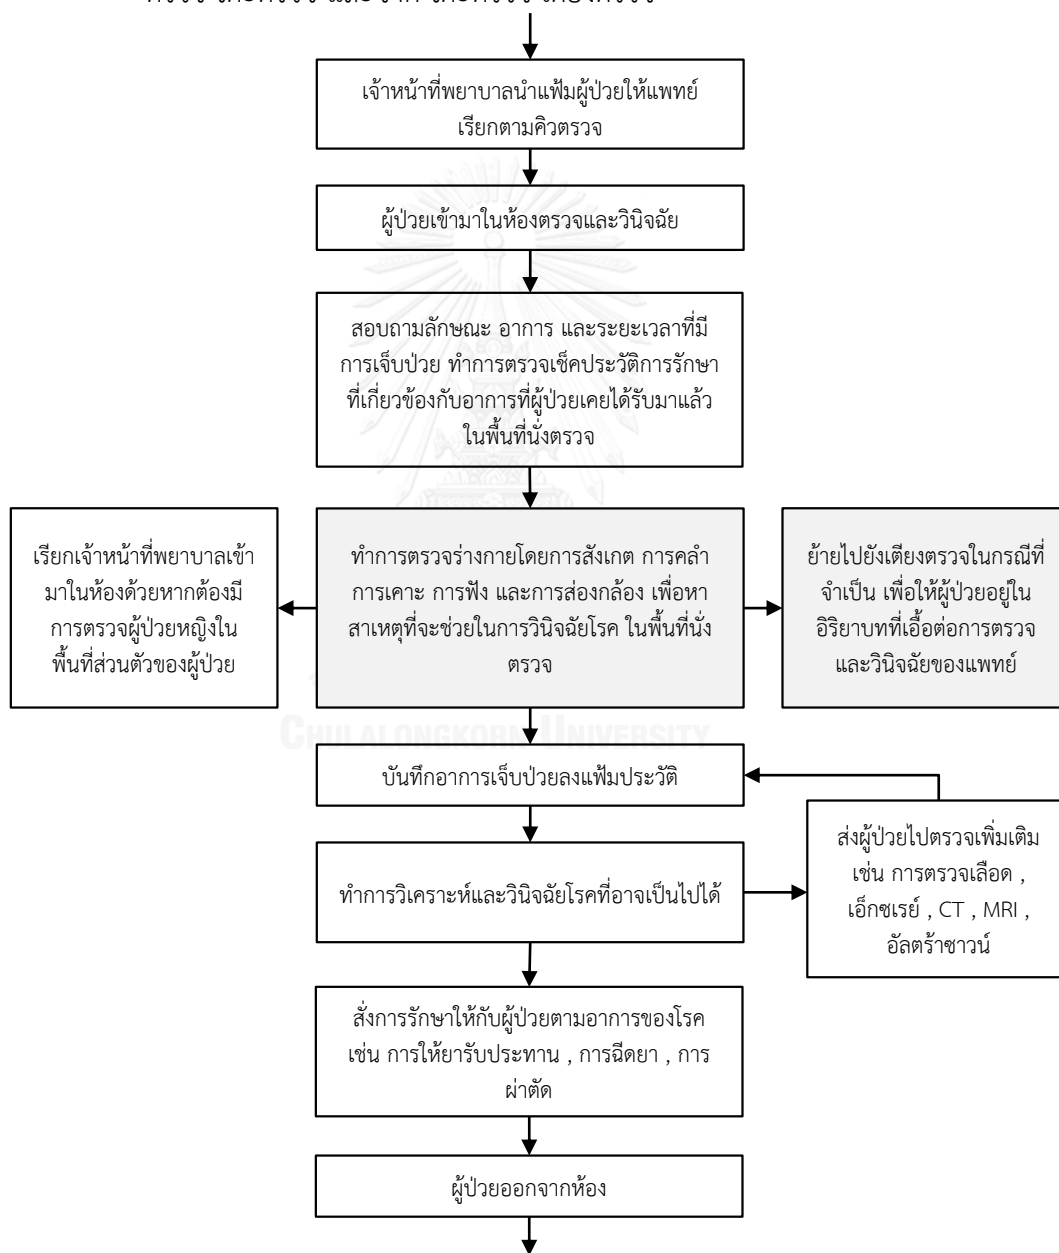 เจ้าหน้าที่พยาบาลนำแฟ้มผู้ป่วยให้แพทย์
เรียกตามคิวตรวจ
ผู้ป่วยเข้ามาในห้องตรวจและวินิจฉัย
สอบถามลักษณะ อาการ และระยะเวลาที่มี
การเจ็บป่วย ทำการตรวจเช็คประวัติการรักษา
ที่เกี่ยวข้องกับอาการที่ผู้ป่วยเคยได้รับมาแล้ว
ในพื้นที่นั่งตรวจ
เรียกเจ้าหน้าที่พยาบาลเข้า
มาในห้องด้วยหากต้องมี
การตรวจผู้ป่วยหญิงใน
พื้นที่ส่วนตัวของผู้ป่วย
ทำการตรวจร่างกายโดยการสังเกต การคลำ
การเคาะ การฟัง และการส่องกล้อง เพื่อหา
สาเหตุที่จะช่วยในการวินิจฉัยโรค ในพื้นที่นั่ง
ตรวจ
ย้ายไปยังเตียงตรวจในกรณีที่
จำเป็น เพื่อให้ผู้ป่วยอยู่ใน
อิริยาบทที่เอื้อต่อการตรวจ
และวินิจฉัยของแพทย์
CHULALONGKORN UNIVERSITY
บันทึกอาการเจ็บป่วยลงแฟ้มประวัติ
ทำการวิเคราะห์และวินิจฉัยโรคที่อาจเป็นไปได้
ส่งผู้ป่วยไปตรวจเพิ่มเติม
เช่น การตรวจเลือด ,
เอ็กซเรย์ , CT , MRI ,
อัลตร้าซาวน์
สั่งการรักษาให้กับผู้ป่วยตามอาการของโรค
เช่น การให้ยารับประทาน , การฉีดยา , การ
ผ่าตัด
ผู้ป่วยออกจากห้อง